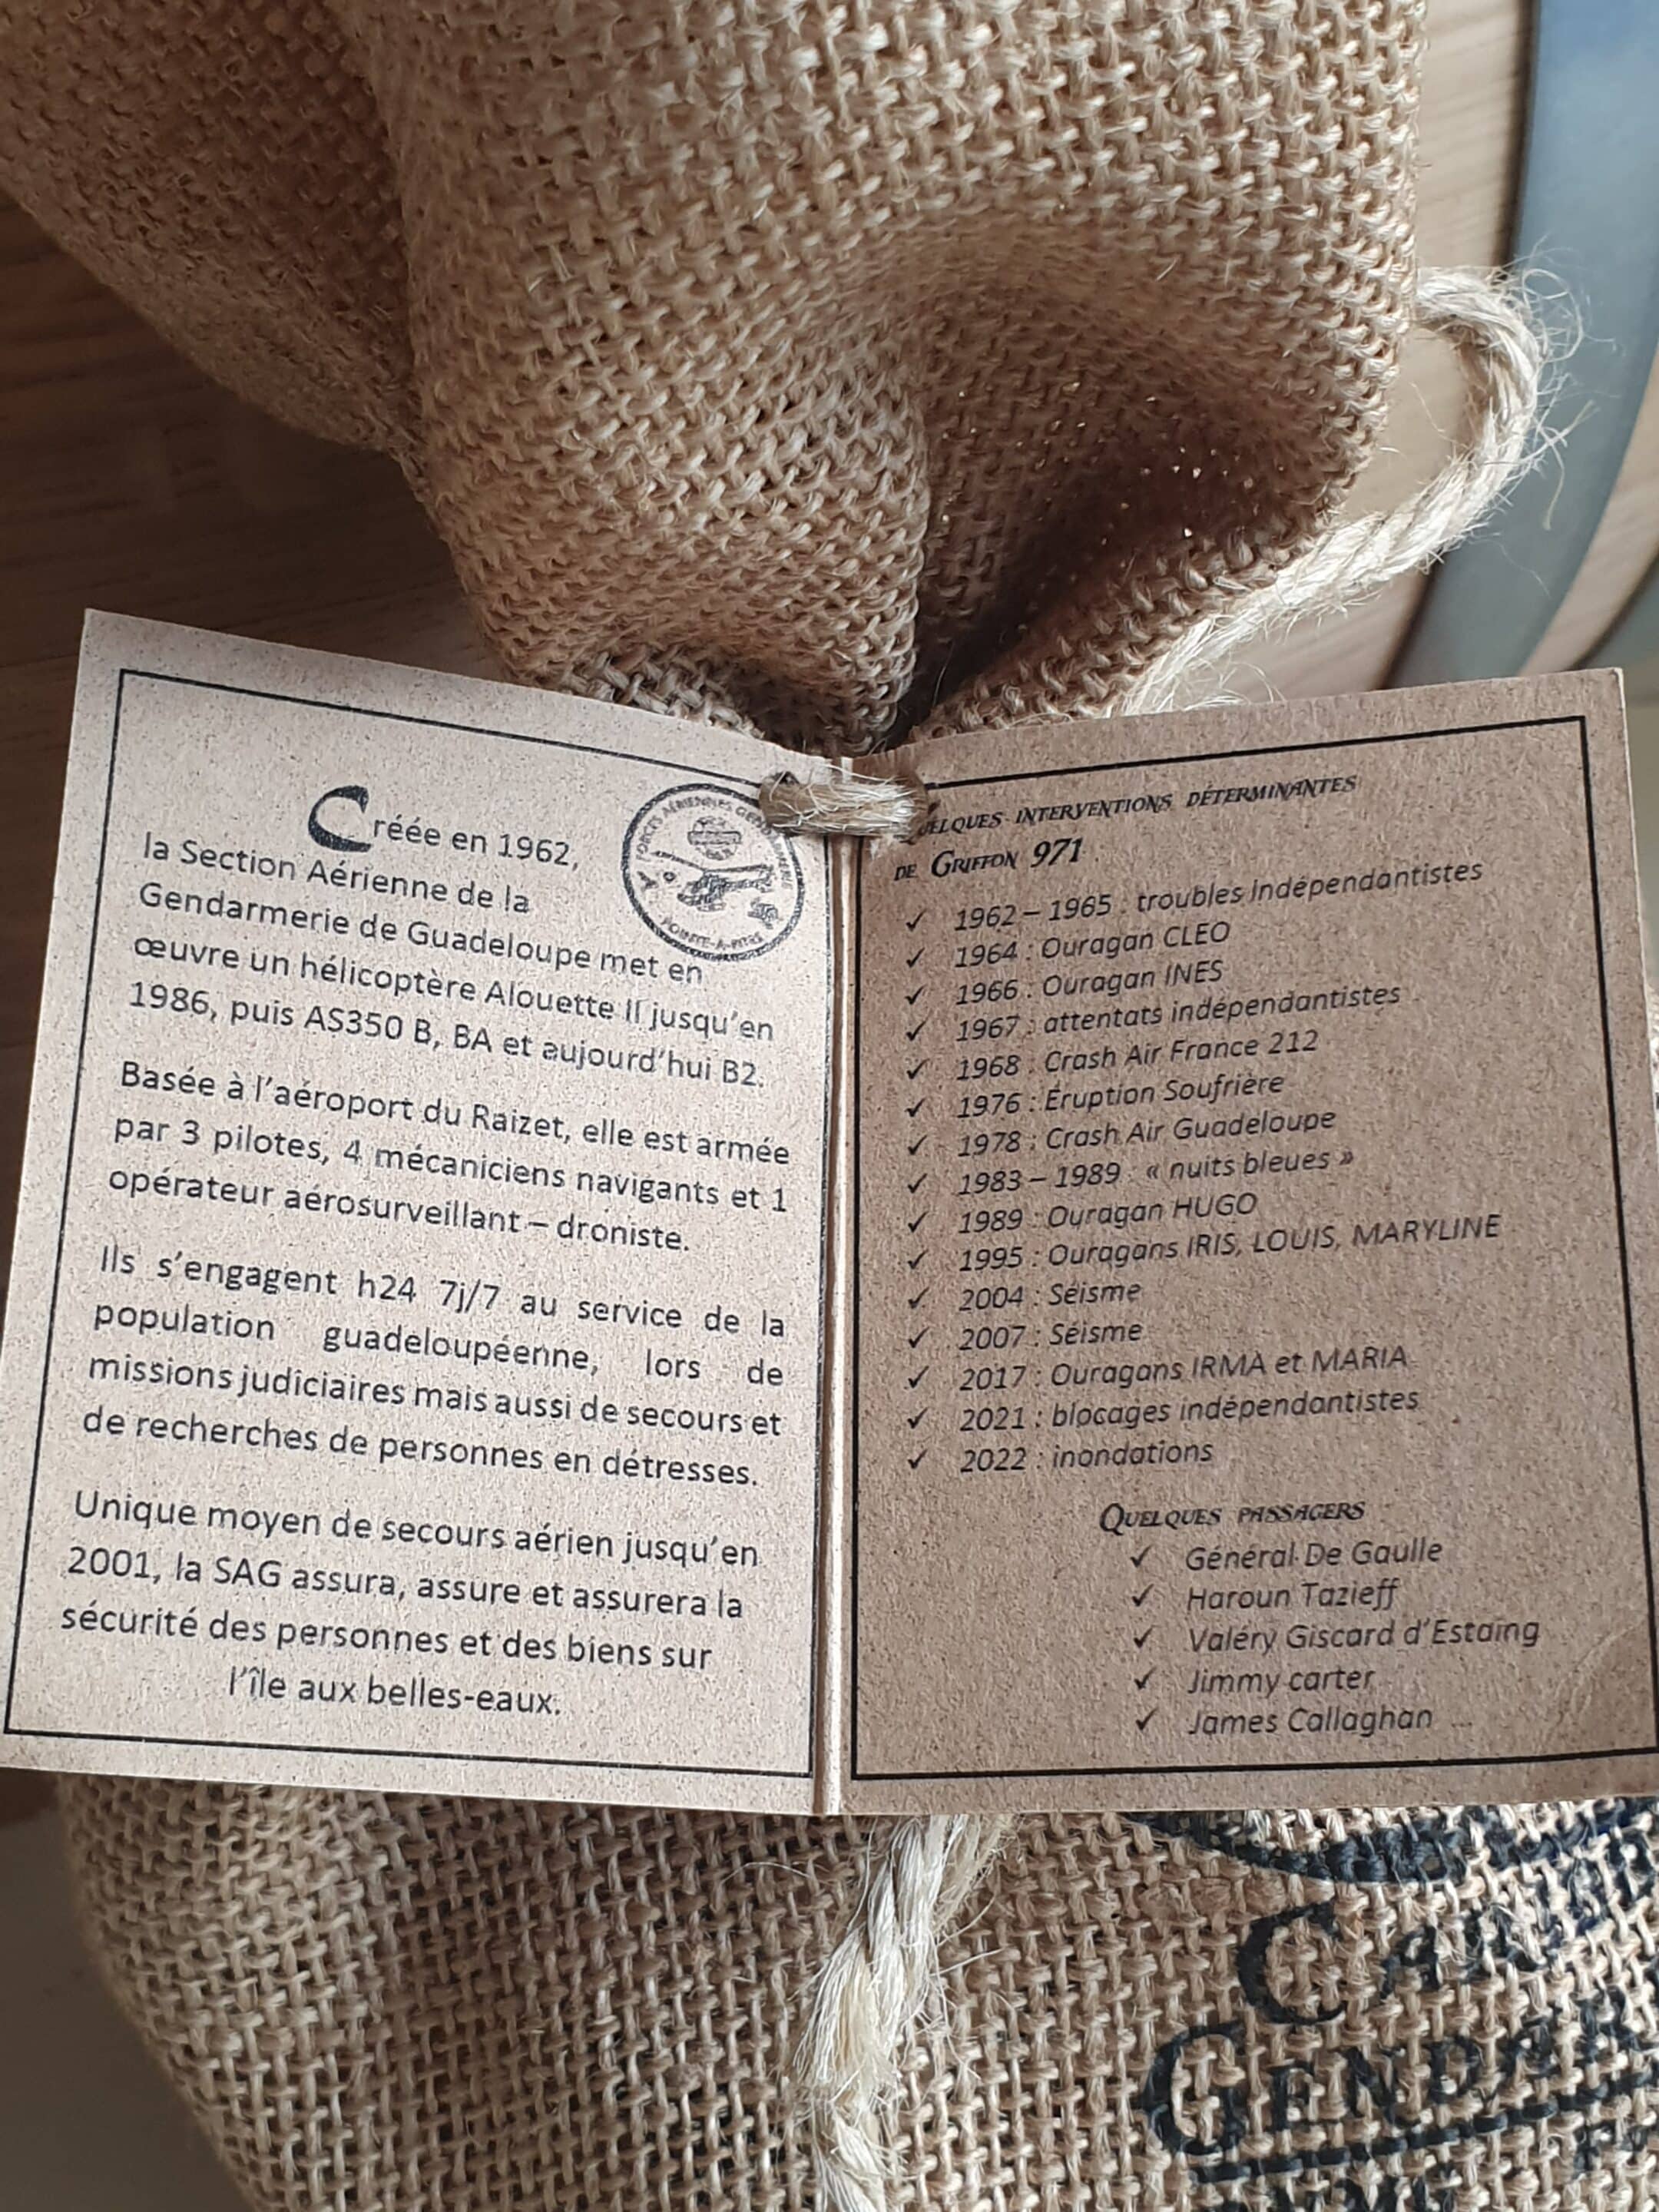 Créée en 1962,
la Section Aérienne de la
Gendarmerie de Guadeloupe met en
œuvre un hélicoptère Alouette II jusqu'en
1986, puis AS350 B, BA et aujourd'hui B2.
Basée à l'aéroport du Raizet, elle est armée
par 3 pilotes, 4 mécaniciens navigants et 1
opérateur aérosurveillant – droniste.
Ils s'engagent h24 7j/7 au service de la
population guadeloupéenne, lors de
missions judiciaires mais aussi de secours et
de recherches de personnes en détresses.
Unique moyen de secours aérien jusqu'en
2001, la SAG assura, assure et assurera la
sécurité des personnes et des biens sur
l'île aux belles-eaux.
FORCES AÉRIENNES GENDARMERIE
POINTE-À-PITRE
QUELQUES INTERVENTIONS DÉTERMINANTES
DE GRIFFON 971
✓ 1962 – 1965 : troubles indépendantistes
✓ 1964 : Ouragan CLEO
✓ 1966 : Ouragan INES
✓ 1967 : attentats indépendantistes
✓ 1968 : Crash Air France 212
✓ 1976 : Éruption Soufrière
✓ 1978 : Crash Air Guadeloupe
✓ 1983 – 1989 : « nuits bleues »
✓ 1989 : Ouragan HUGO
✓ 1995 : Ouragans IRIS, LOUIS, MARYLINE
✓ 2004 : Séisme
✓ 2007 : Séisme
✓ 2017 : Ouragans IRMA et MARIA
✓ 2021 : blocages indépendantistes
✓ 2022 : inondations
QUELQUES PASSAGERS
✓ Général De Gaulle
✓ Haroun Tazieff
✓ Valéry Giscard d'Estaing
✓ Jimmy carter
✓ James Callaghan ...